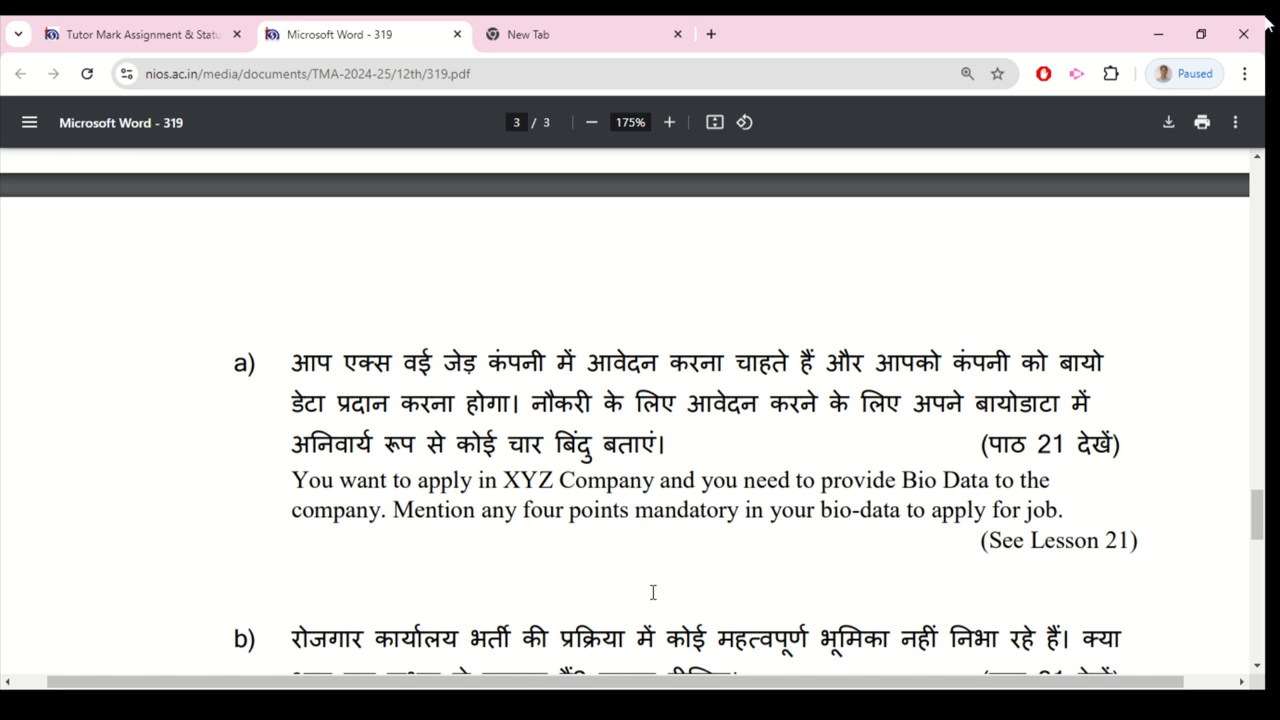 Tutor Mark Assignment & Statu
Microsoft Word - 319
New Tab
nios.ac.in/media/documents/TMA-2024-25/12th/319.pdf
Paused
Microsoft Word - 319
3 / 3
175%
a) आप एक्स वई जेड़ कंपनी में आवेदन करना चाहते हैं और आपको कंपनी को बायो
डेटा प्रदान करना होगा। नौकरी के लिए आवेदन करने के लिए अपने बायोडाटा में
अनिवार्य रूप से कोई चार बिंदु बताएं। (पाठ 21 देखें)
You want to apply in XYZ Company and you need to provide Bio Data to the
company. Mention any four points mandatory in your bio-data to apply for job.
(See Lesson 21)
b) रोजगार कार्यालय भर्ती की प्रक्रिया में कोई महत्वपूर्ण भूमिका नहीं निभा रहे हैं। क्या